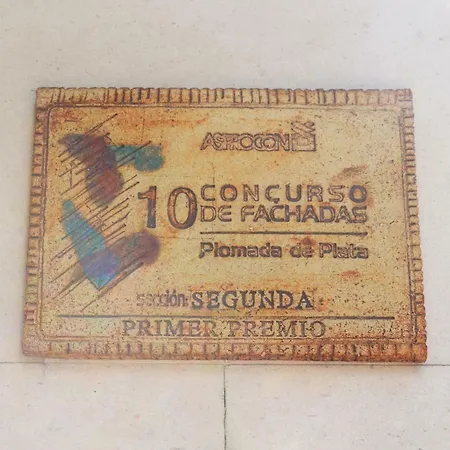 ASPROCON
10 CONCURSO
DE FACHADAS
Plomada de Plata
sección: SEGUNDA
PRIMER PREMIO